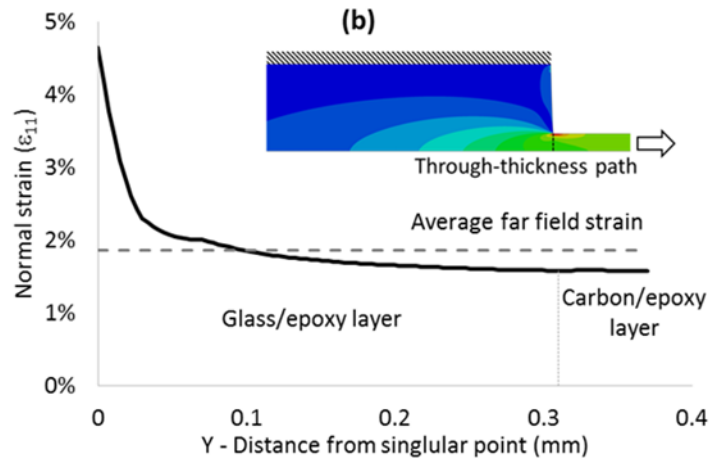 (b)
5%
4%
3%
2%
1%
0%
Normal strain (ε₁₁)
Through-thickness path
Average far field strain
Glass/epoxy layer
Carbon/epoxy
layer
0
0.1
0.2
0.3
0.4
Y - Distance from singlular point (mm)